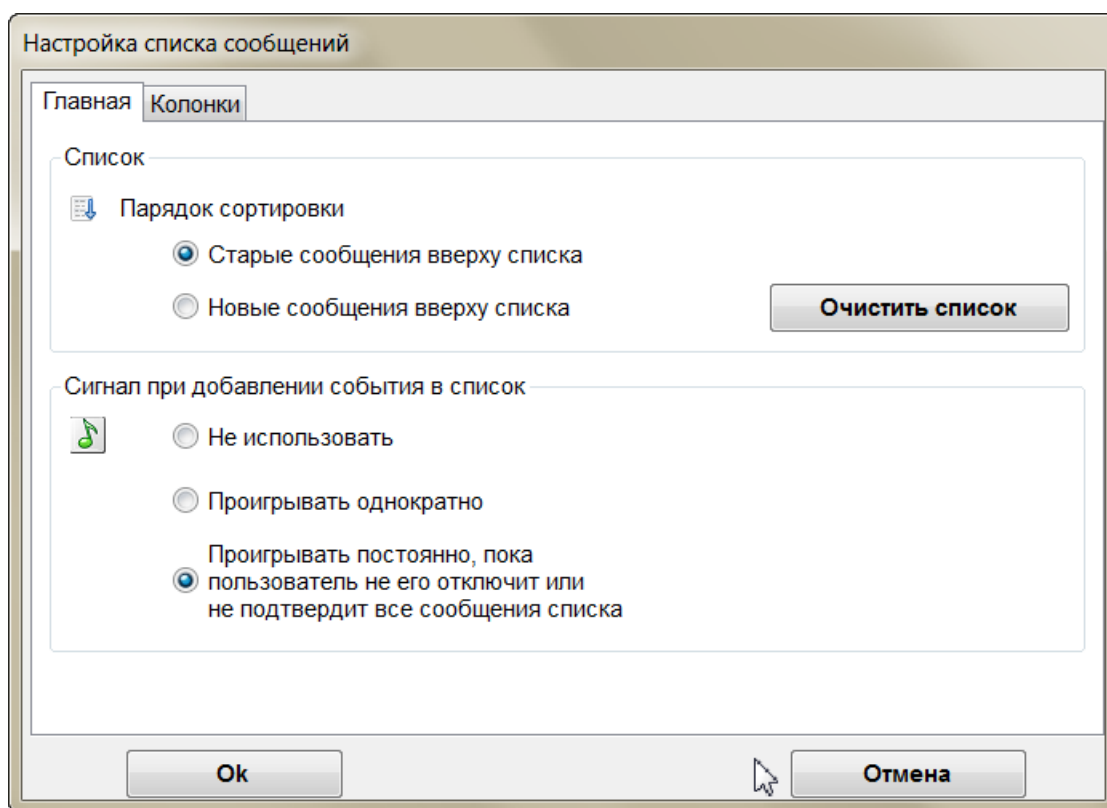 Настройка списка сообщений
Главная Колонки
Список
Парядок сортировки
Старые сообщения вверху списка
Новые сообщения вверху списка
Очистить список
Сигнал при добавлении события в список
Не использовать
Проигрывать однократно
Проигрывать постоянно, пока
пользователь не его отключит или
не подтвердит все сообщения списка
Ok Отмена